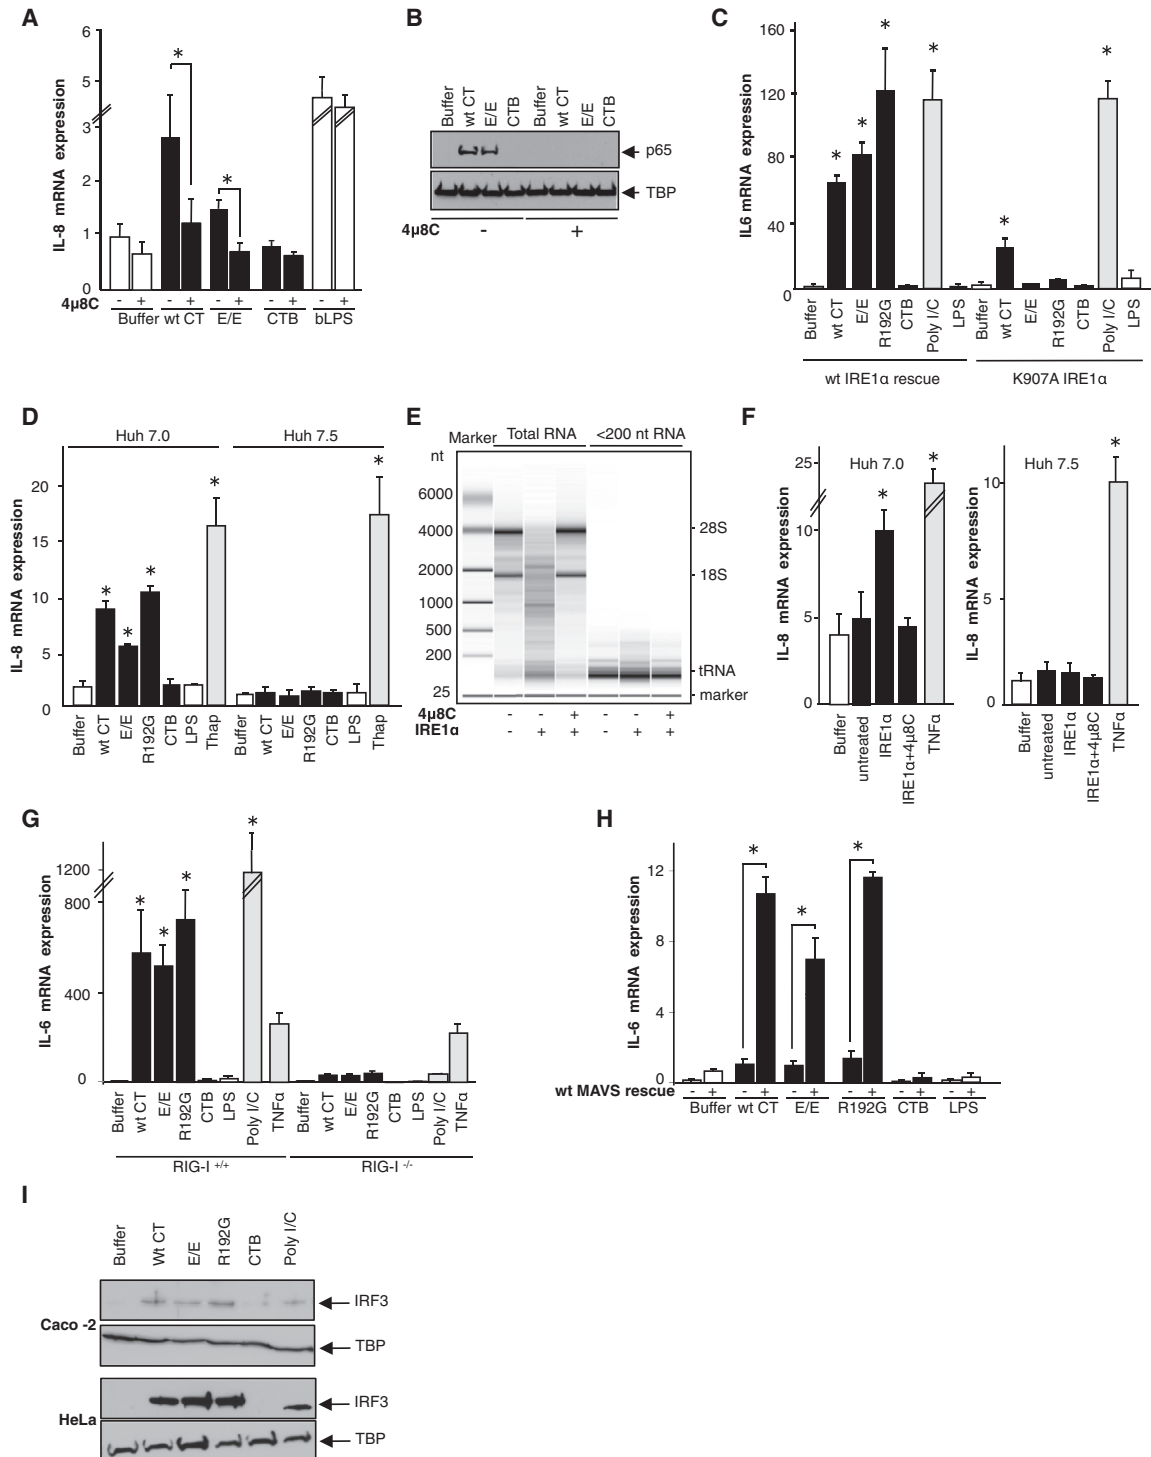 A
IL-8 mRNA expression
6
5
3
2
1
0
*
*
4µ8C
- + - + - + - + - +
Buffer wt CT E/E CTB bLPS
B
Buffer wt CT E/E CTB Buffer wt CT E/E CTB
p65
TBP
4µ8C - +
C
IL6 mRNA expression
160
120
80
40
0
* * * * * *
Buffer wt CT E/E R192G CTB Poly I/C LPS Buffer wt CT E/E R192G CTB Poly I/C LPS
wt IRE1α rescue K907A IRE1α
D
Huh 7.0 Huh 7.5
IL-8 mRNA expression
20
15
10
5
0
* * * * *
Buffer wt CT E/E R192G CTB LPS Thap Buffer wt CT E/E R192G CTB LPS Thap
E
Marker Total RNA <200 nt RNA
nt
6000
4000
2000
1000
500
200
25
28S
18S
tRNA
marker
4µ8C - - + - - +
IRE1α - + + - + +
F
Huh 7.0
IL-8 mRNA expression
25
10
5
0
* *
Buffer untreated IRE1α IRE1α+4µ8C TNFα
Huh 7.5
IL-8 mRNA expression
10
5
0
*
Buffer untreated IRE1α IRE1α+4µ8C TNFα
G
IL-6 mRNA expression
1200
800
400
0
* * * *
Buffer wt CT E/E R192G CTB LPS Poly I/C TNFα Buffer wt CT E/E R192G CTB LPS Poly I/C TNFα
RIG-I +/+ RIG-I -/-
H
IL-6 mRNA expression
12
8
4
0
* * *
wt MAVS rescue - + - + - + - + - + - +
Buffer wt CT E/E R192G CTB LPS
I
Buffer Wt CT E/E R192G CTB Poly I/C
Caco -2
IRF3
TBP
HeLa
IRF3
TBP